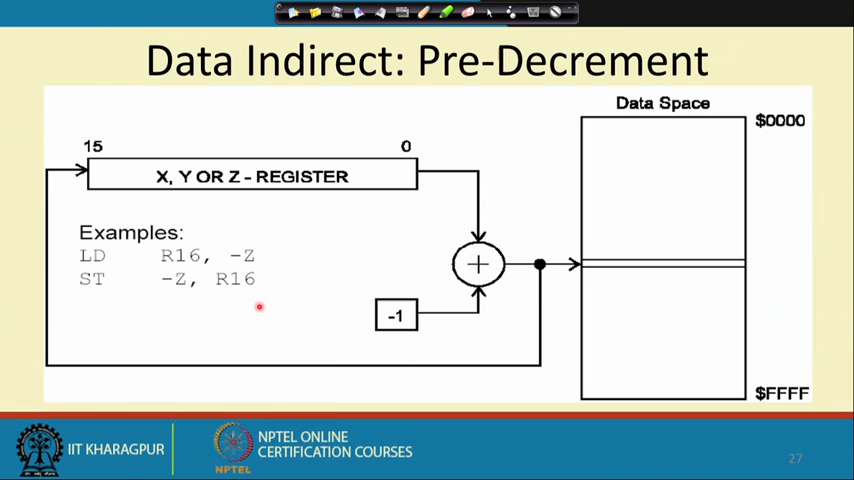 Data Indirect: Pre-Decrement
Data Space
$0000
15
0
X, Y OR Z - REGISTER
Examples:
LD R16, -Z
ST -Z, R16
+
-1
$FFFF
IIT KHARAGPUR
NPTEL
NPTEL ONLINE
CERTIFICATION COURSES
27